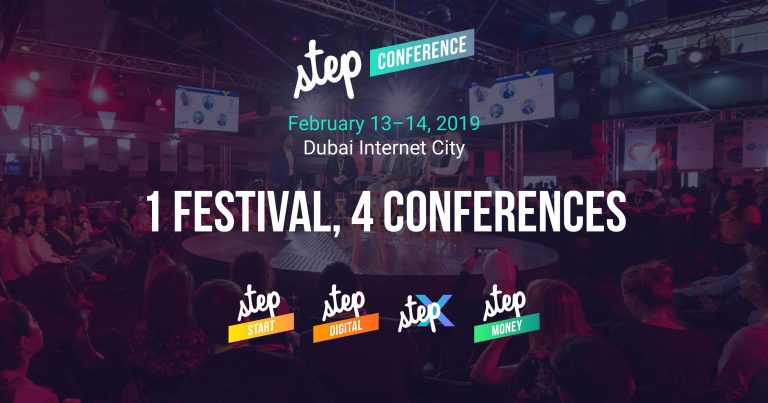 step CONFERENCE
February 13–14, 2019
Dubai Internet City
1 FESTIVAL, 4 CONFERENCES
step START
step DIGITAL
step X
step MONEY